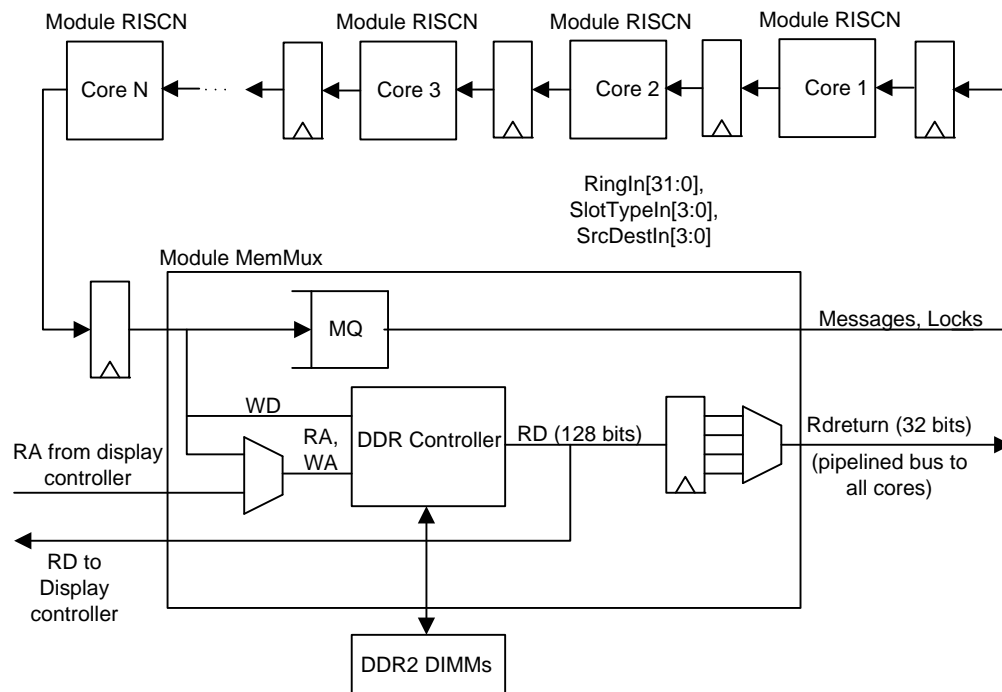 Module RISCN
Module RISCN
Module RISCN
Module RISCN
Core N
· · ·
Core 3
Core 2
Core 1
RingIn[31:0],
SlotTypeIn[3:0],
SrcDestIn[3:0]
Module MemMux
MQ
Messages, Locks
WD
RA,
WA
DDR Controller
RD (128 bits)
Rdreturn (32 bits)
(pipelined bus to
all cores)
RA from display
controller
RD to
Display
controller
DDR2 DIMMs